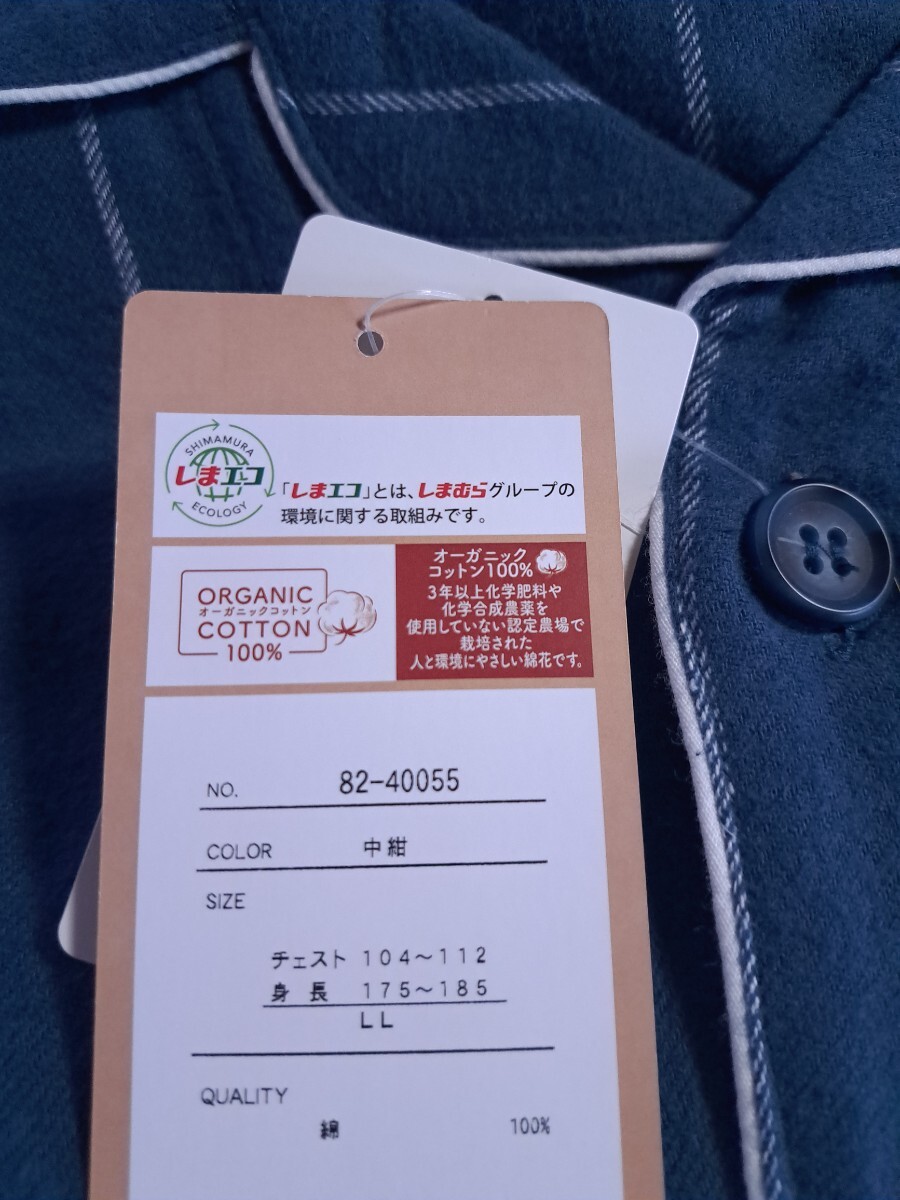 SHIMAMURA
しまエコ
ECOLOGY
「しまエコ」とは、しまむらグループの
環境に関する取組みです。
ORGANIC
オーガニックコットン
COTTON
100%
オーガニック
コットン100%
3年以上化学肥料や
化学合成農薬を
使用していない認定農場で
栽培された
人と環境にやさしい綿花です。
NO. 82-40055
COLOR 中紺
SIZE
チェスト 104～112
身長 175～185
LL
QUALITY
綿 100%